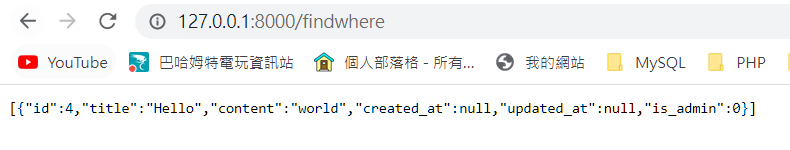 127.0.0.1:8000/findwhere
YouTube 巴哈姆特電玩資訊站 個人部落格 - 所有... 我的網站 MySQL PHP
[{"id":4,"title":"Hello","content":"world","created_at":null,"updated_at":null,"is_admin":0}]